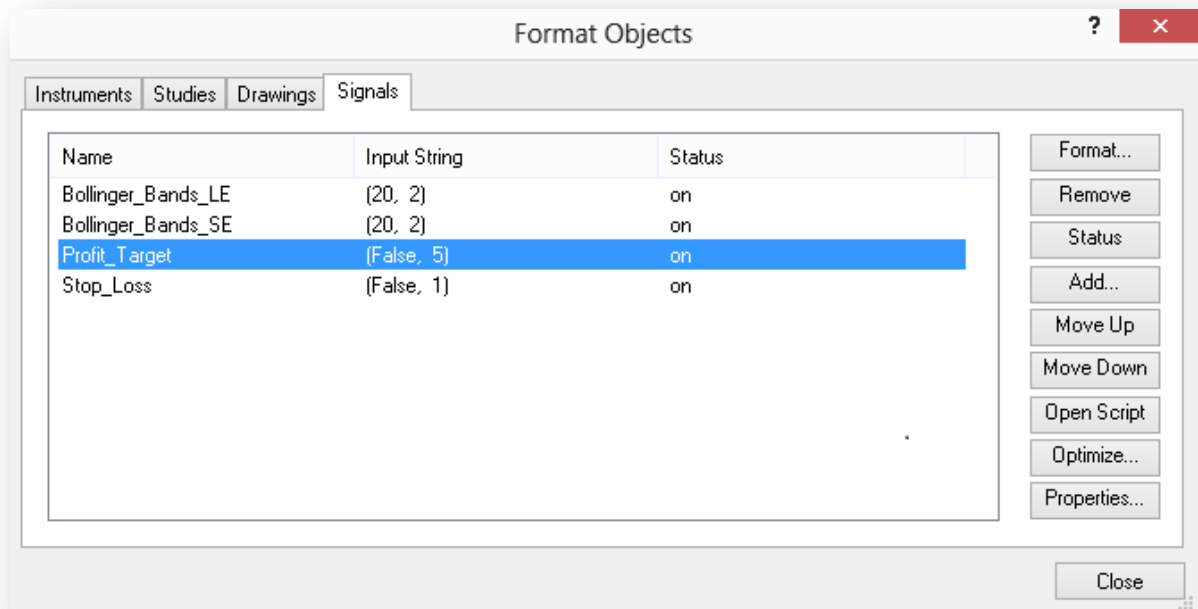 Format Objects
?
Instruments Studies Drawings Signals
Name Input String Status
Bollinger_Bands_LE (20, 2) on
Bollinger_Bands_SE (20, 2) on
Profit_Target (False, 5) on
Stop_Loss (False, 1) on
Format...
Remove
Status
Add...
Move Up
Move Down
Open Script
Optimize...
Properties...
Close